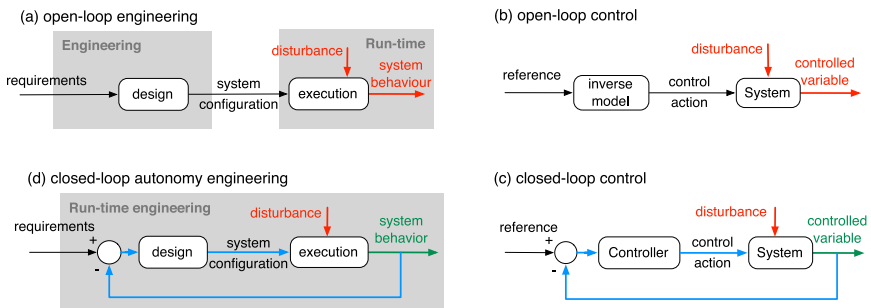 (a) open-loop engineering
Engineering
Run-time
requirements
design
system
configuration
disturbance
execution
system
behaviour
(b) open-loop control
reference
inverse
model
control
action
disturbance
System
controlled
variable
(d) closed-loop autonomy engineering
Run-time engineering
requirements
+
-
design
system
configuration
disturbance
execution
system
behavior
(c) closed-loop control
reference
+
-
Controller
control
action
disturbance
System
controlled
variable